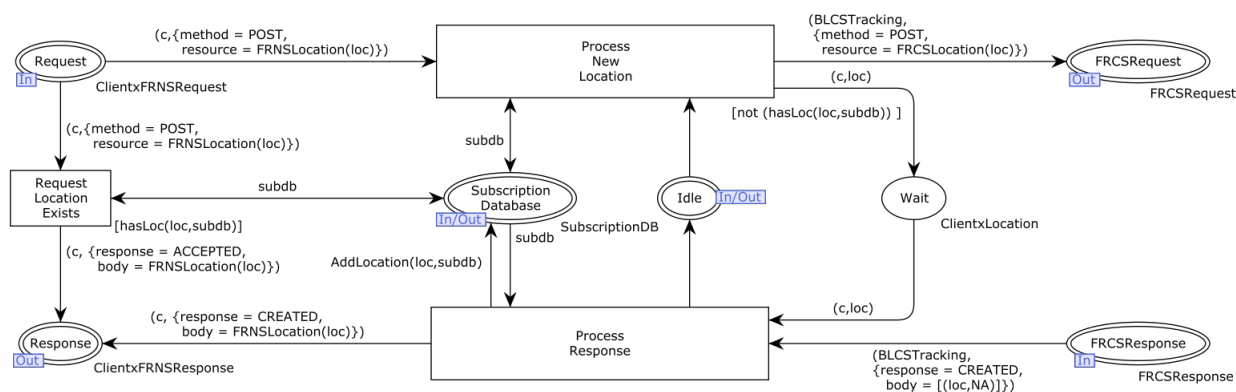 (c,{method = POST,
resource = FRNSLocation(loc)})
Process
New
Location
(BLCSTracking,
{method = POST,
resource = FRCSLocation(loc)})
Request
In
ClientxFRNSRequest
FRCSRequest
Out
FRCSRequest
(c,loc)
[not (hasLoc(loc,subdb)) ]
(c,{method = POST,
resource = FRNSLocation(loc)})
subdb
Request
Location
Exists
[hasLoc(loc,subdb)]
subdb
Subscription
Database
In/Out
SubscriptionDB
Idle
In/Out
Wait
ClientxLocation
subdb
AddLocation(loc,subdb)
(c, {response = ACCEPTED,
body = FRNSLocation(loc)})
(c, {response = CREATED,
body = FRNSLocation(loc)})
(c,loc)
Response
Out
ClientxFRNSResponse
Process
Response
FRCSResponse
In
FRCSResponse
(BLCSTracking,
{response = CREATED,
body = [(loc,NA)]})